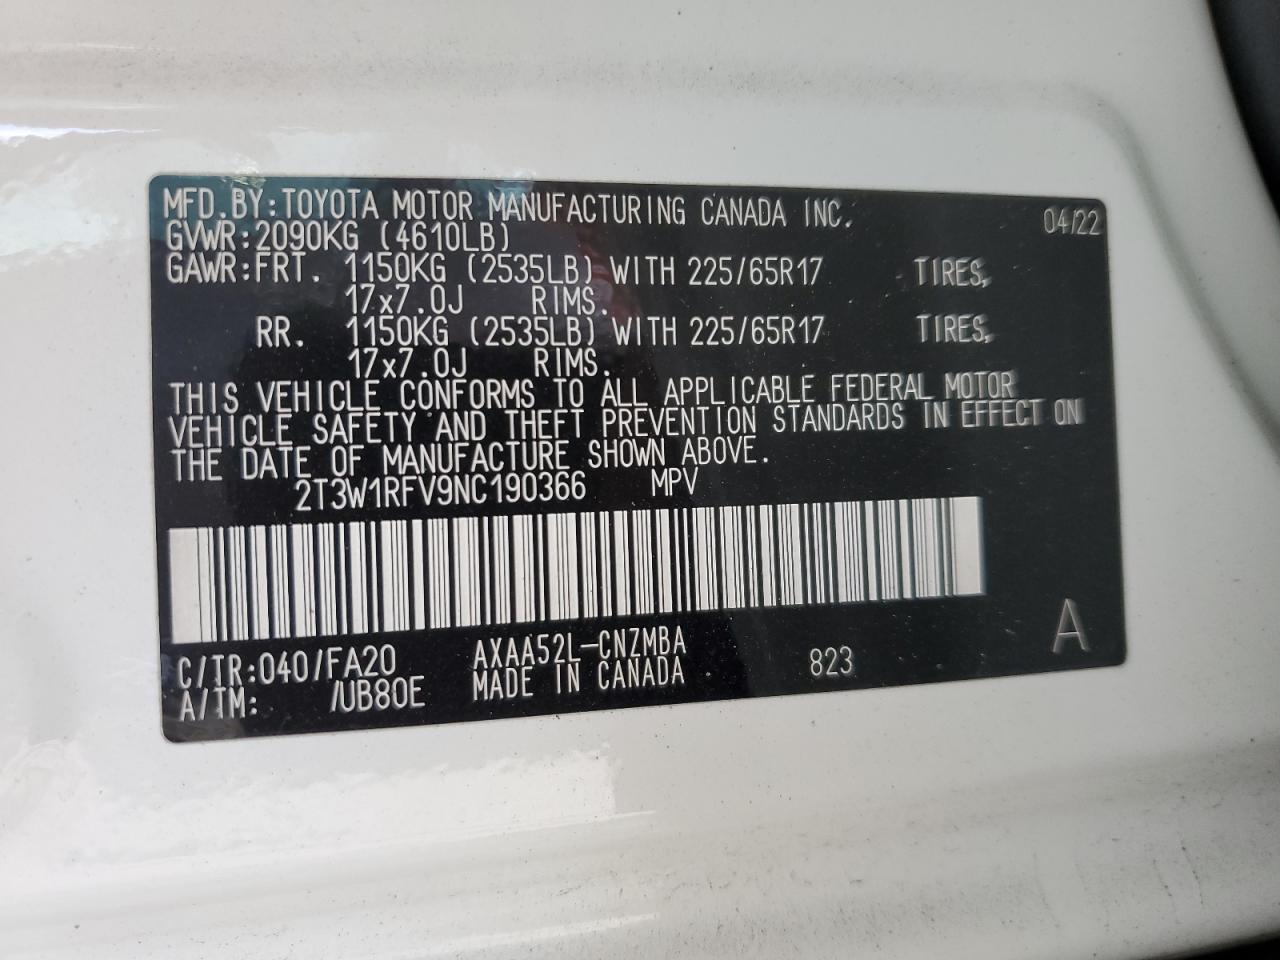 MFD.BY:TOYOTA MOTOR MANUFACTURING CANADA INC. 04/22
GVWR:2090KG (4610LB)
GAWR:FRT. 1150KG (2535LB) WITH 225/65R17 TIRES,
17x7.0J RIMS.
RR. 1150KG (2535LB) WITH 225/65R17 TIRES,
17x7.0J RIMS.
THIS VEHICLE CONFORMS TO ALL APPLICABLE FEDERAL MOTOR
VEHICLE SAFETY AND THEFT PREVENTION STANDARDS IN EFFECT ON
THE DATE OF MANUFACTURE SHOWN ABOVE.
2T3W1RFV9NC190366 MPV
C/TR:040/FA20 AXAA52L-CNZMBA 823 A
A/TM: /UB80E MADE IN CANADA